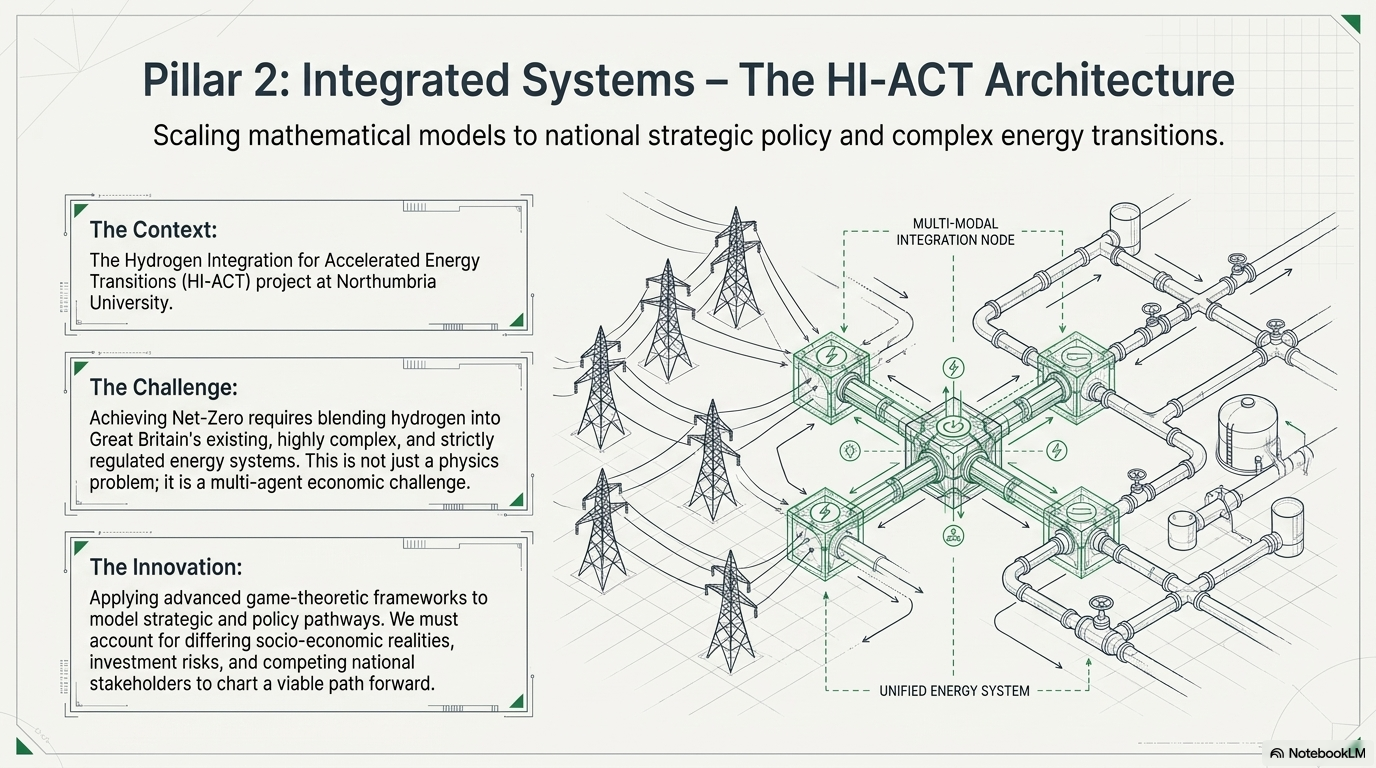 Pillar 2: Integrated Systems – The HI-ACT Architecture
Scaling mathematical models to national strategic policy and complex energy transitions.
The Context:
The Hydrogen Integration for Accelerated Energy
Transitions (HI-ACT) project at Northumbria
University.
The Challenge:
Achieving Net-Zero requires blending hydrogen into
Great Britain's existing, highly complex, and strictly
regulated energy systems. This is not just a physics
problem; it is a multi-agent economic challenge.
The Innovation:
Applying advanced game-theoretic frameworks to
model strategic and policy pathways. We must
account for differing socio-economic realities,
investment risks, and competing national
stakeholders to chart a viable path forward.
MULTI-MODAL
INTEGRATION NODE
UNIFIED ENERGY SYSTEM
NotebookLM